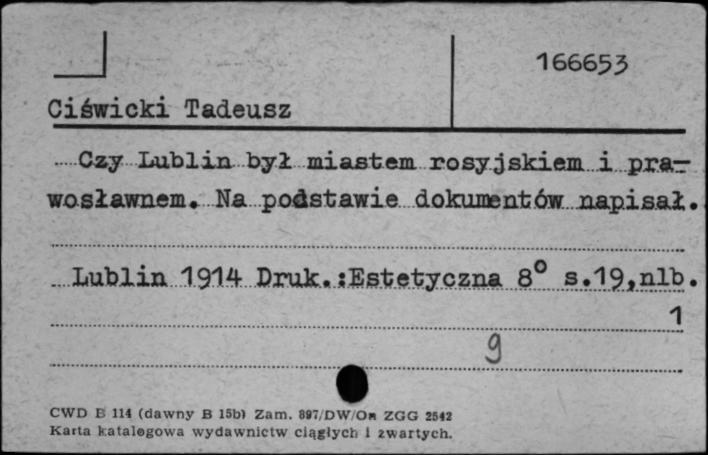 166653
Ciświcki Tadeusz
Czy Lublin był miastem rosyjskiem i pra-
wosławnem. Na podstawie dokumentów napisał.
Lublin 1914 Druk.:Estetyczna 8° s.19,nlb.
1
9
CWD B 114 (dawny B 15b) Zam. 897/DW/Om ZGG 2542
Karta katalogowa wydawnictw ciągłych i zwartych.